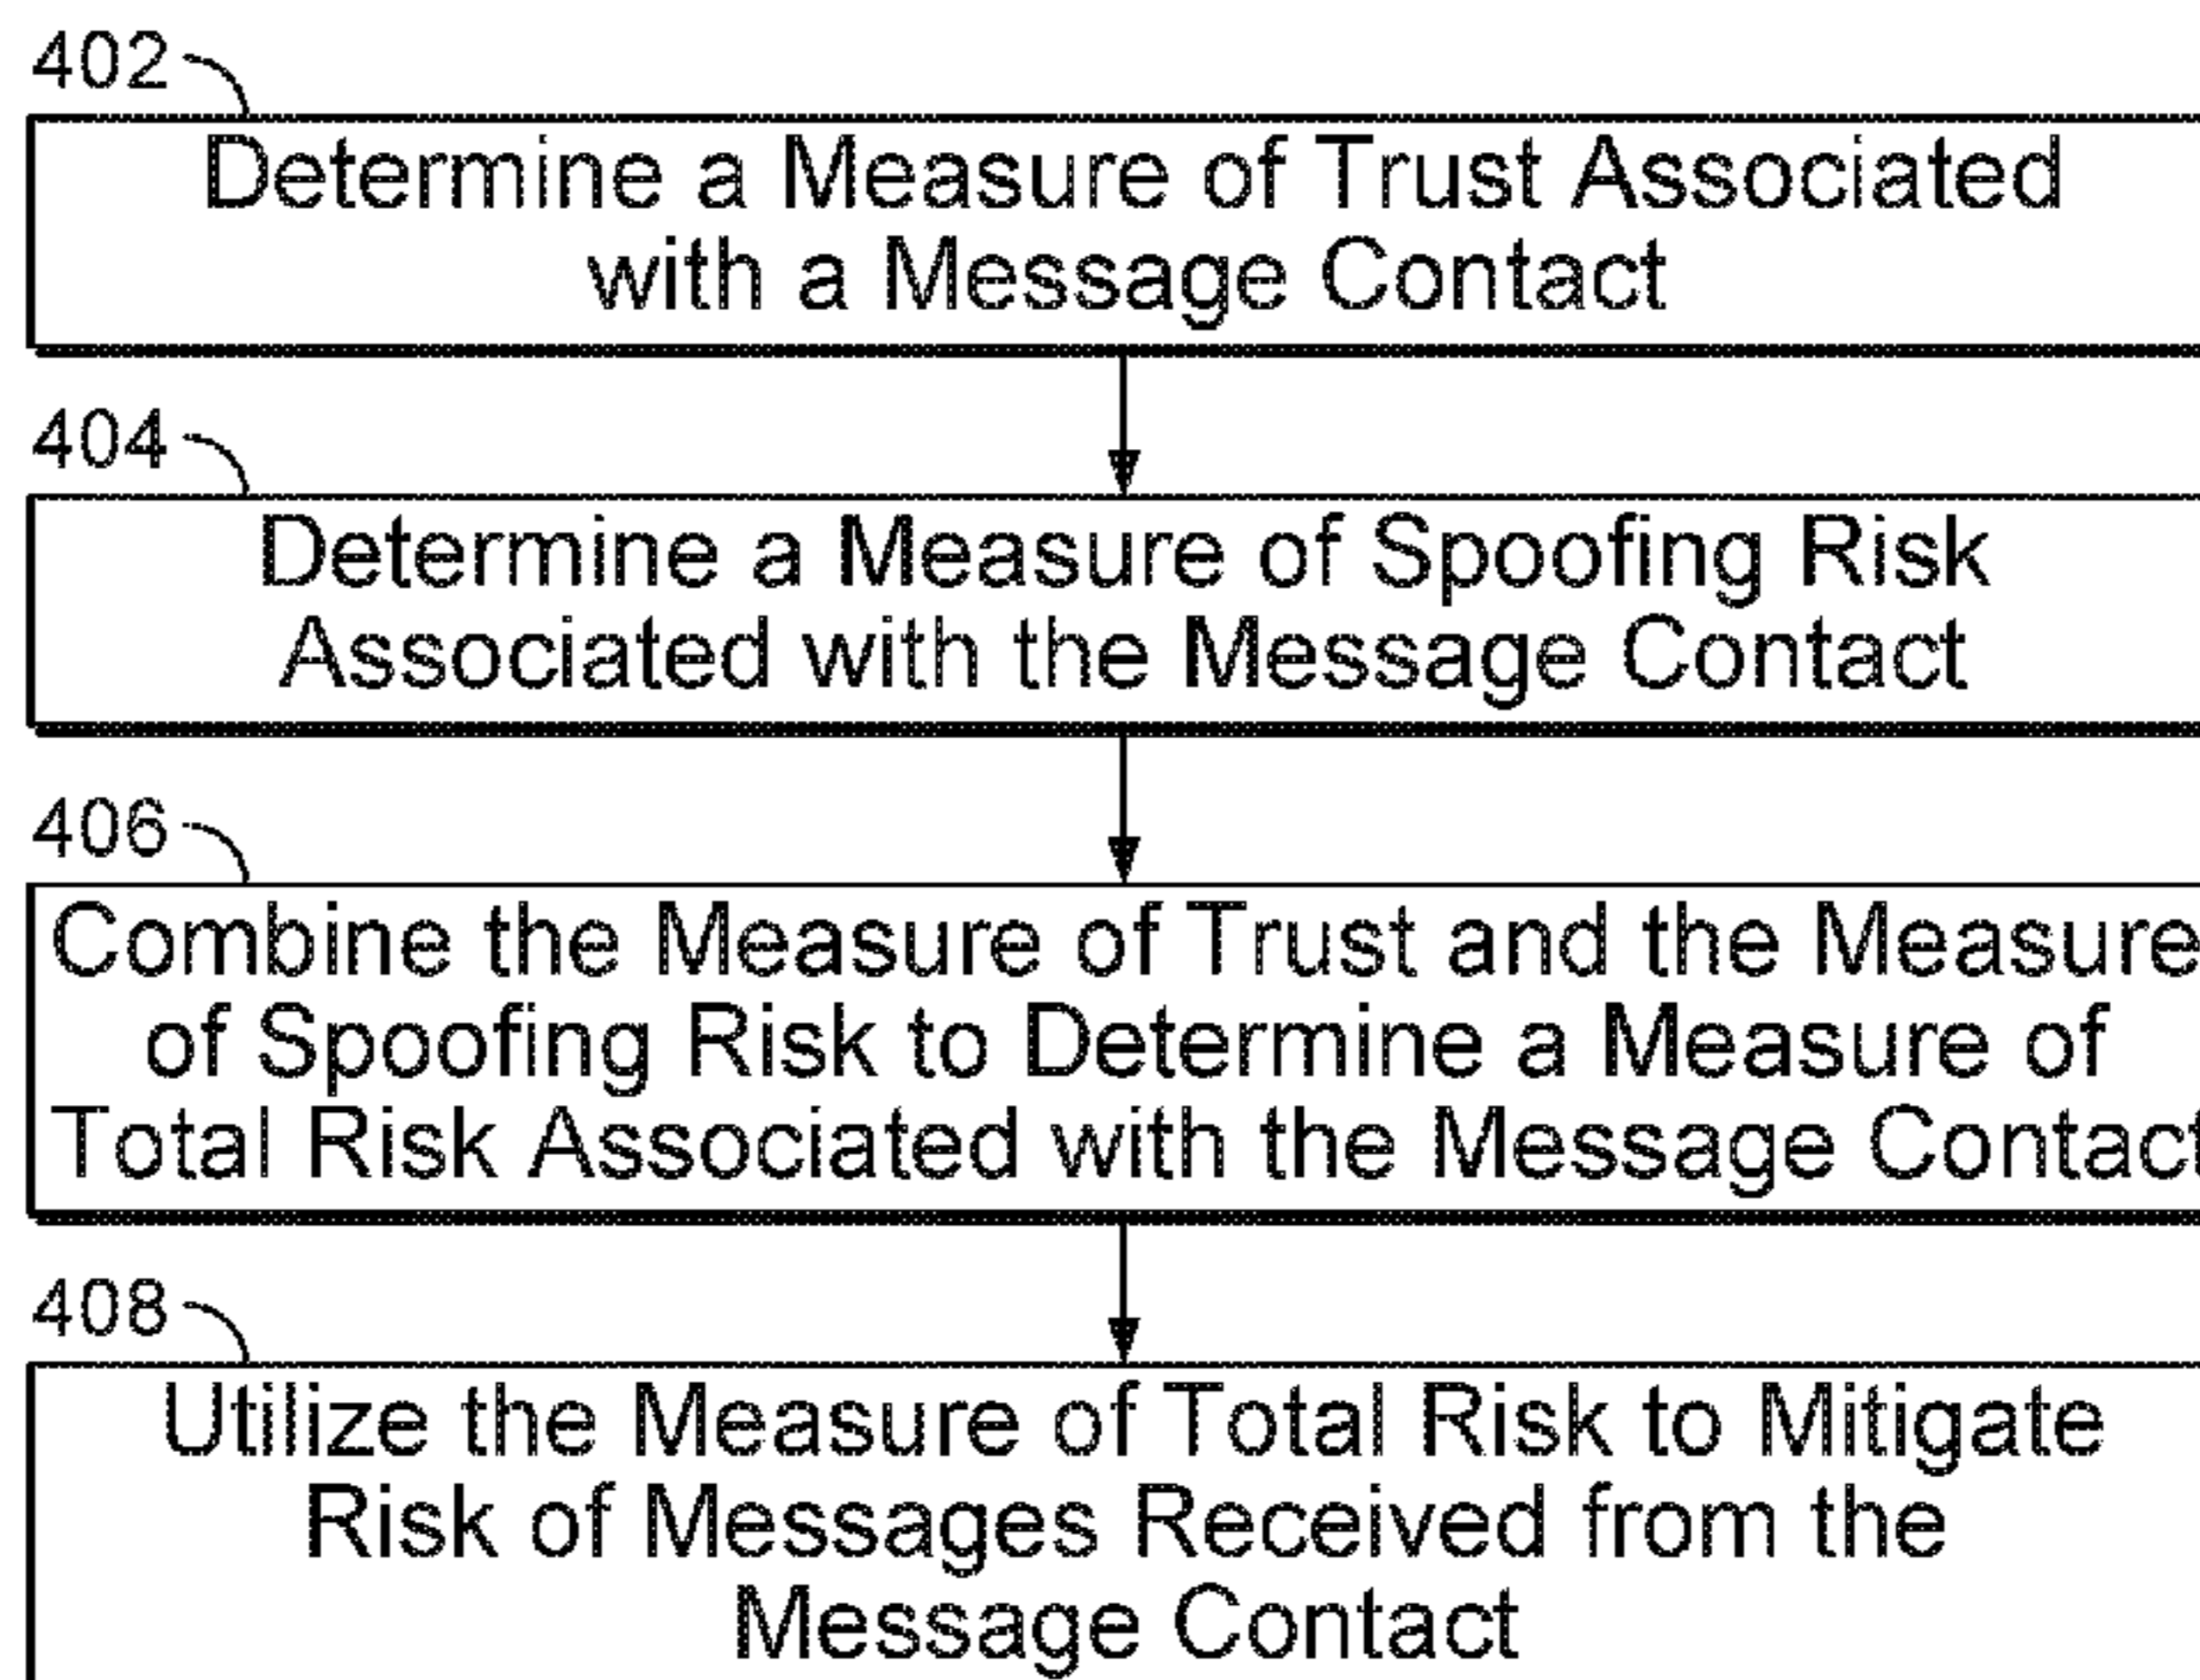 402
Determine a Measure of Trust Associated
with a Message Contact
404
Determine a Measure of Spoofing Risk
Associated with the Message Contact
406
Combine the Measure of Trust and the Measure
of Spoofing Risk to Determine a Measure of
Total Risk Associated with the Message Contact
408
Utilize the Measure of Total Risk to Mitigate
Risk of Messages Received from the
Message Contact